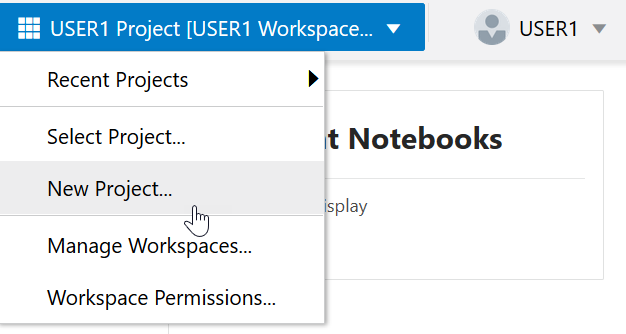 USER1 Project [USER1 Workspace...
USER1
Recent Projects
Select Project...
t Notebooks
New Project...
isplay
Manage Workspaces...
Workspace Permissions...